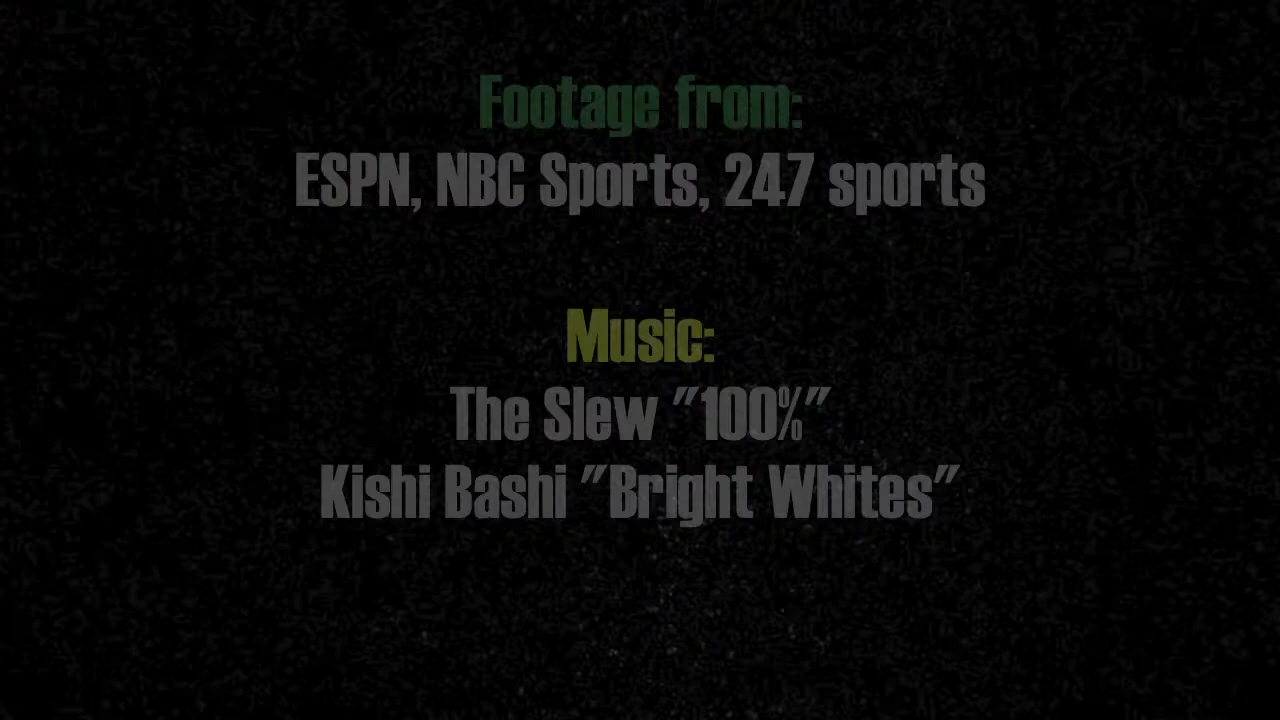 Footage from:
ESPN, NBC Sports, 247 sports
Music:
The Slew "100%"
Kishi Bashi "Bright Whites"